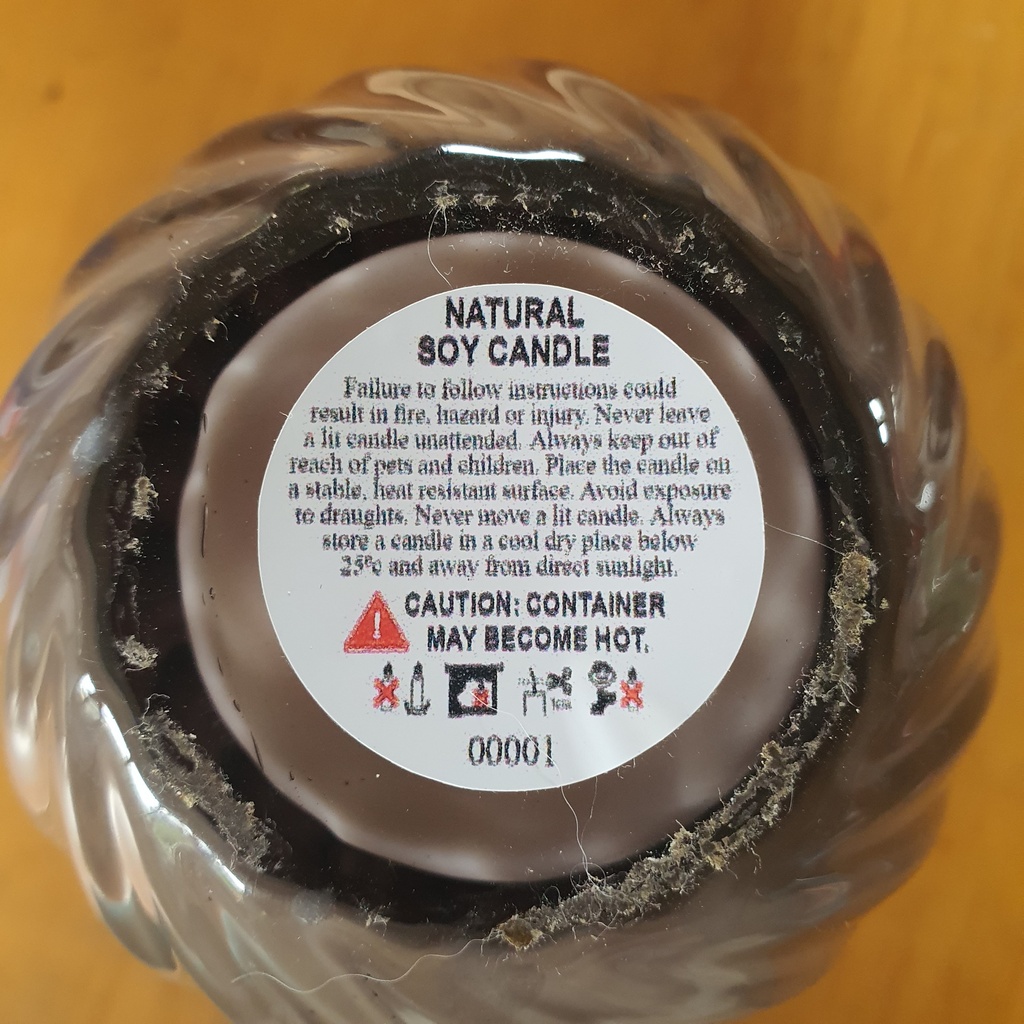 NATURAL
SOY CANDLE
Failure to follow instructions could
result in fire, hazard or injury. Never leave
a lit candle unattended. Always keep out of
reach of pets and children. Place the candle on
a stable, heat resistant surface. Avoid exposure
to draughts. Never move a lit candle. Always
store a candle in a cool dry place below
25°c and away from direct sunlight.
CAUTION: CONTAINER
MAY BECOME HOT.
00001